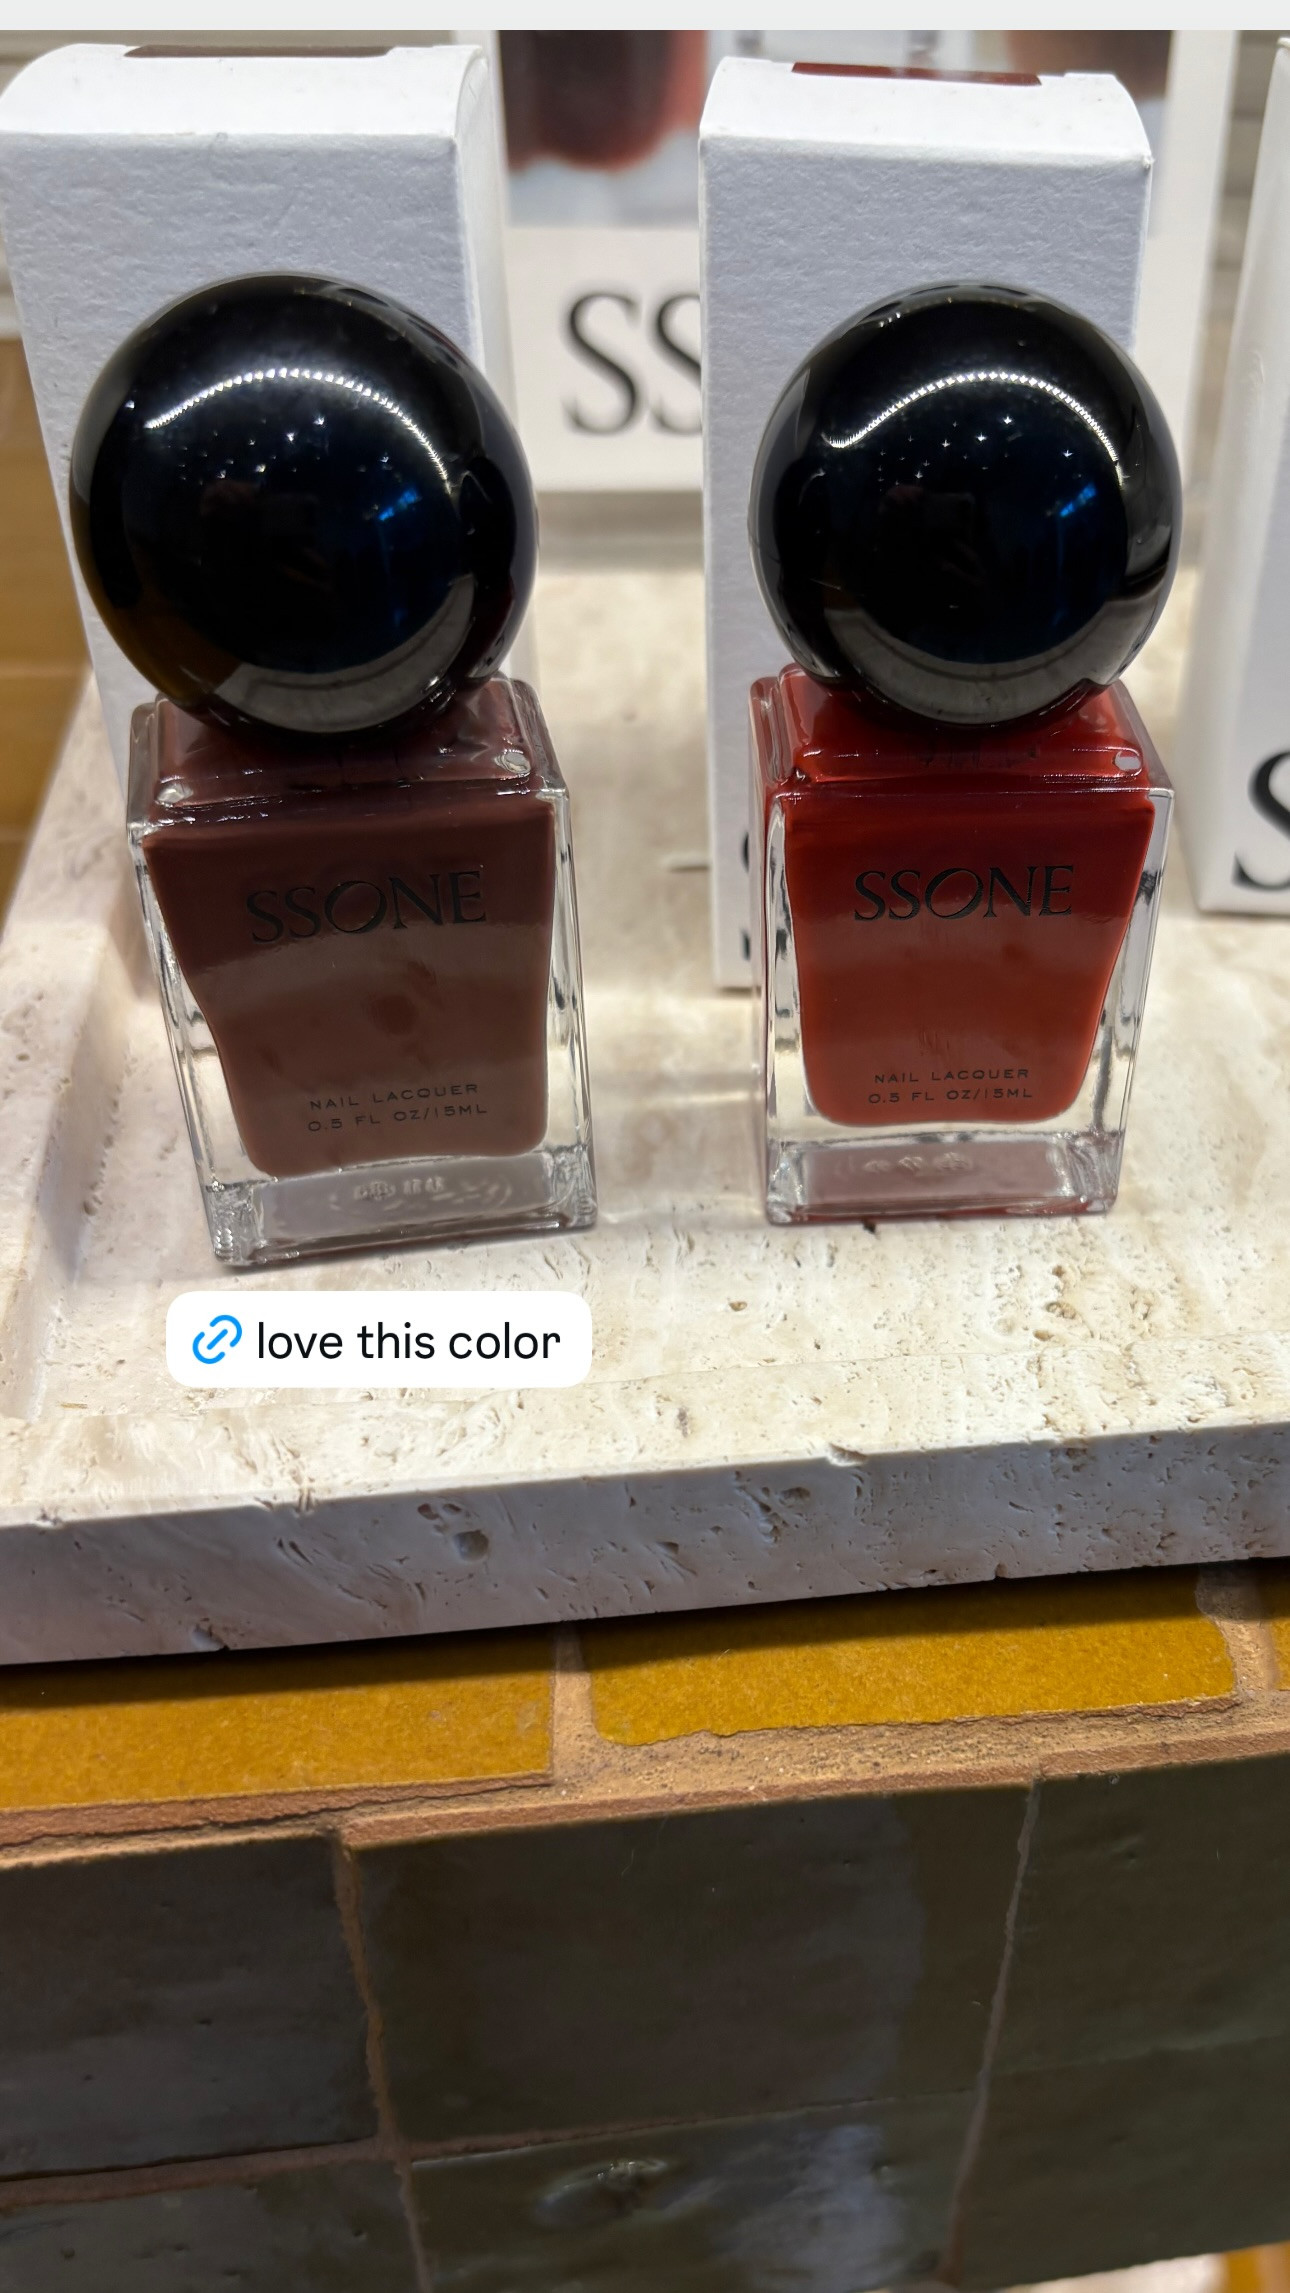 SS
SSONE
NAIL LACQUER
0.5 FL OZ/15ML
SSONE
NAIL LACQUER
0.5 FL OZ/15ML
S
love this color